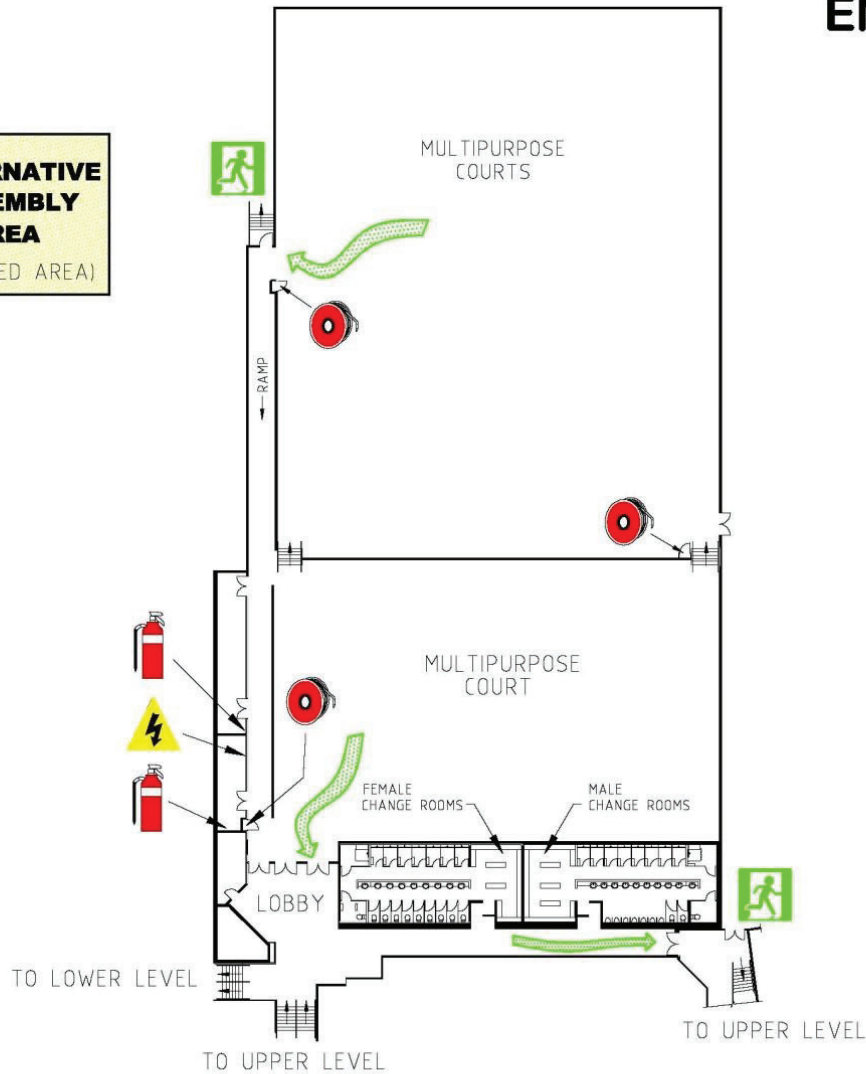 EM
RNATIVE
EMBLY
REA
ED AREA)
MULTIPURPOSE
COURTS
RAMP
MULTIPURPOSE
COURT
FEMALE
CHANGE ROOMS
MALE
CHANGE ROOMS
LOBBY
TO LOWER LEVEL
TO UPPER LEVEL
TO UPPER LEVEL